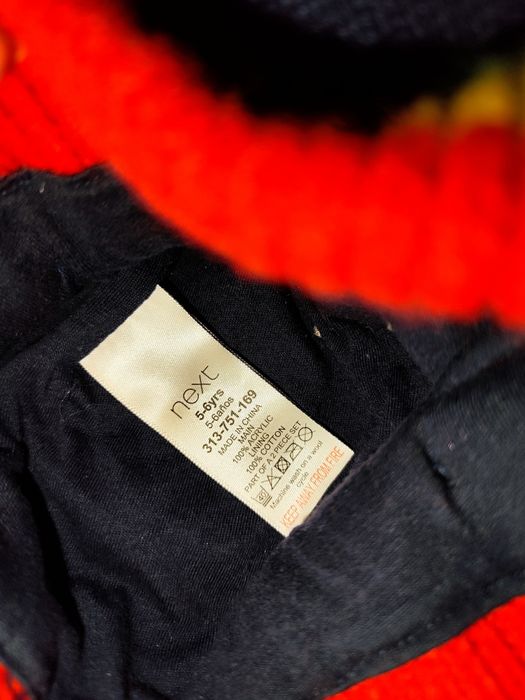 next
5-6yrs
5-6años
313-751-169
MADE IN CHINA
MAIN
100% ACRYLIC
LINING
100% COTTON
PART OF A 2 PIECE SET
40
Machine wash on a wool
cycle
KEEP AWAY FROM FIRE